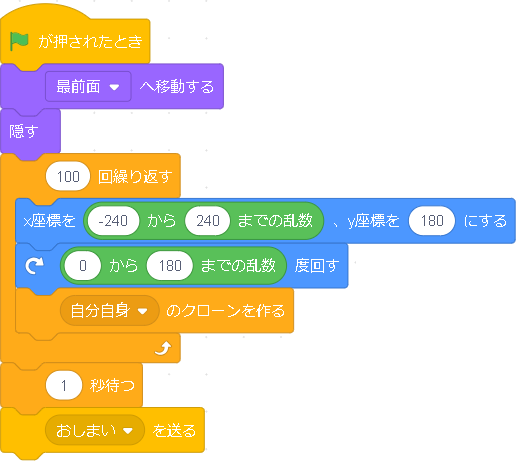 が押されたとき
最前面 へ移動する
隠す
100 回繰り返す
x座標を -240 から 240 までの乱数 、y座標を 180 にする
0 から 180 までの乱数 度回す
自分自身 のクローンを作る
1 秒待つ
おしまい を送る